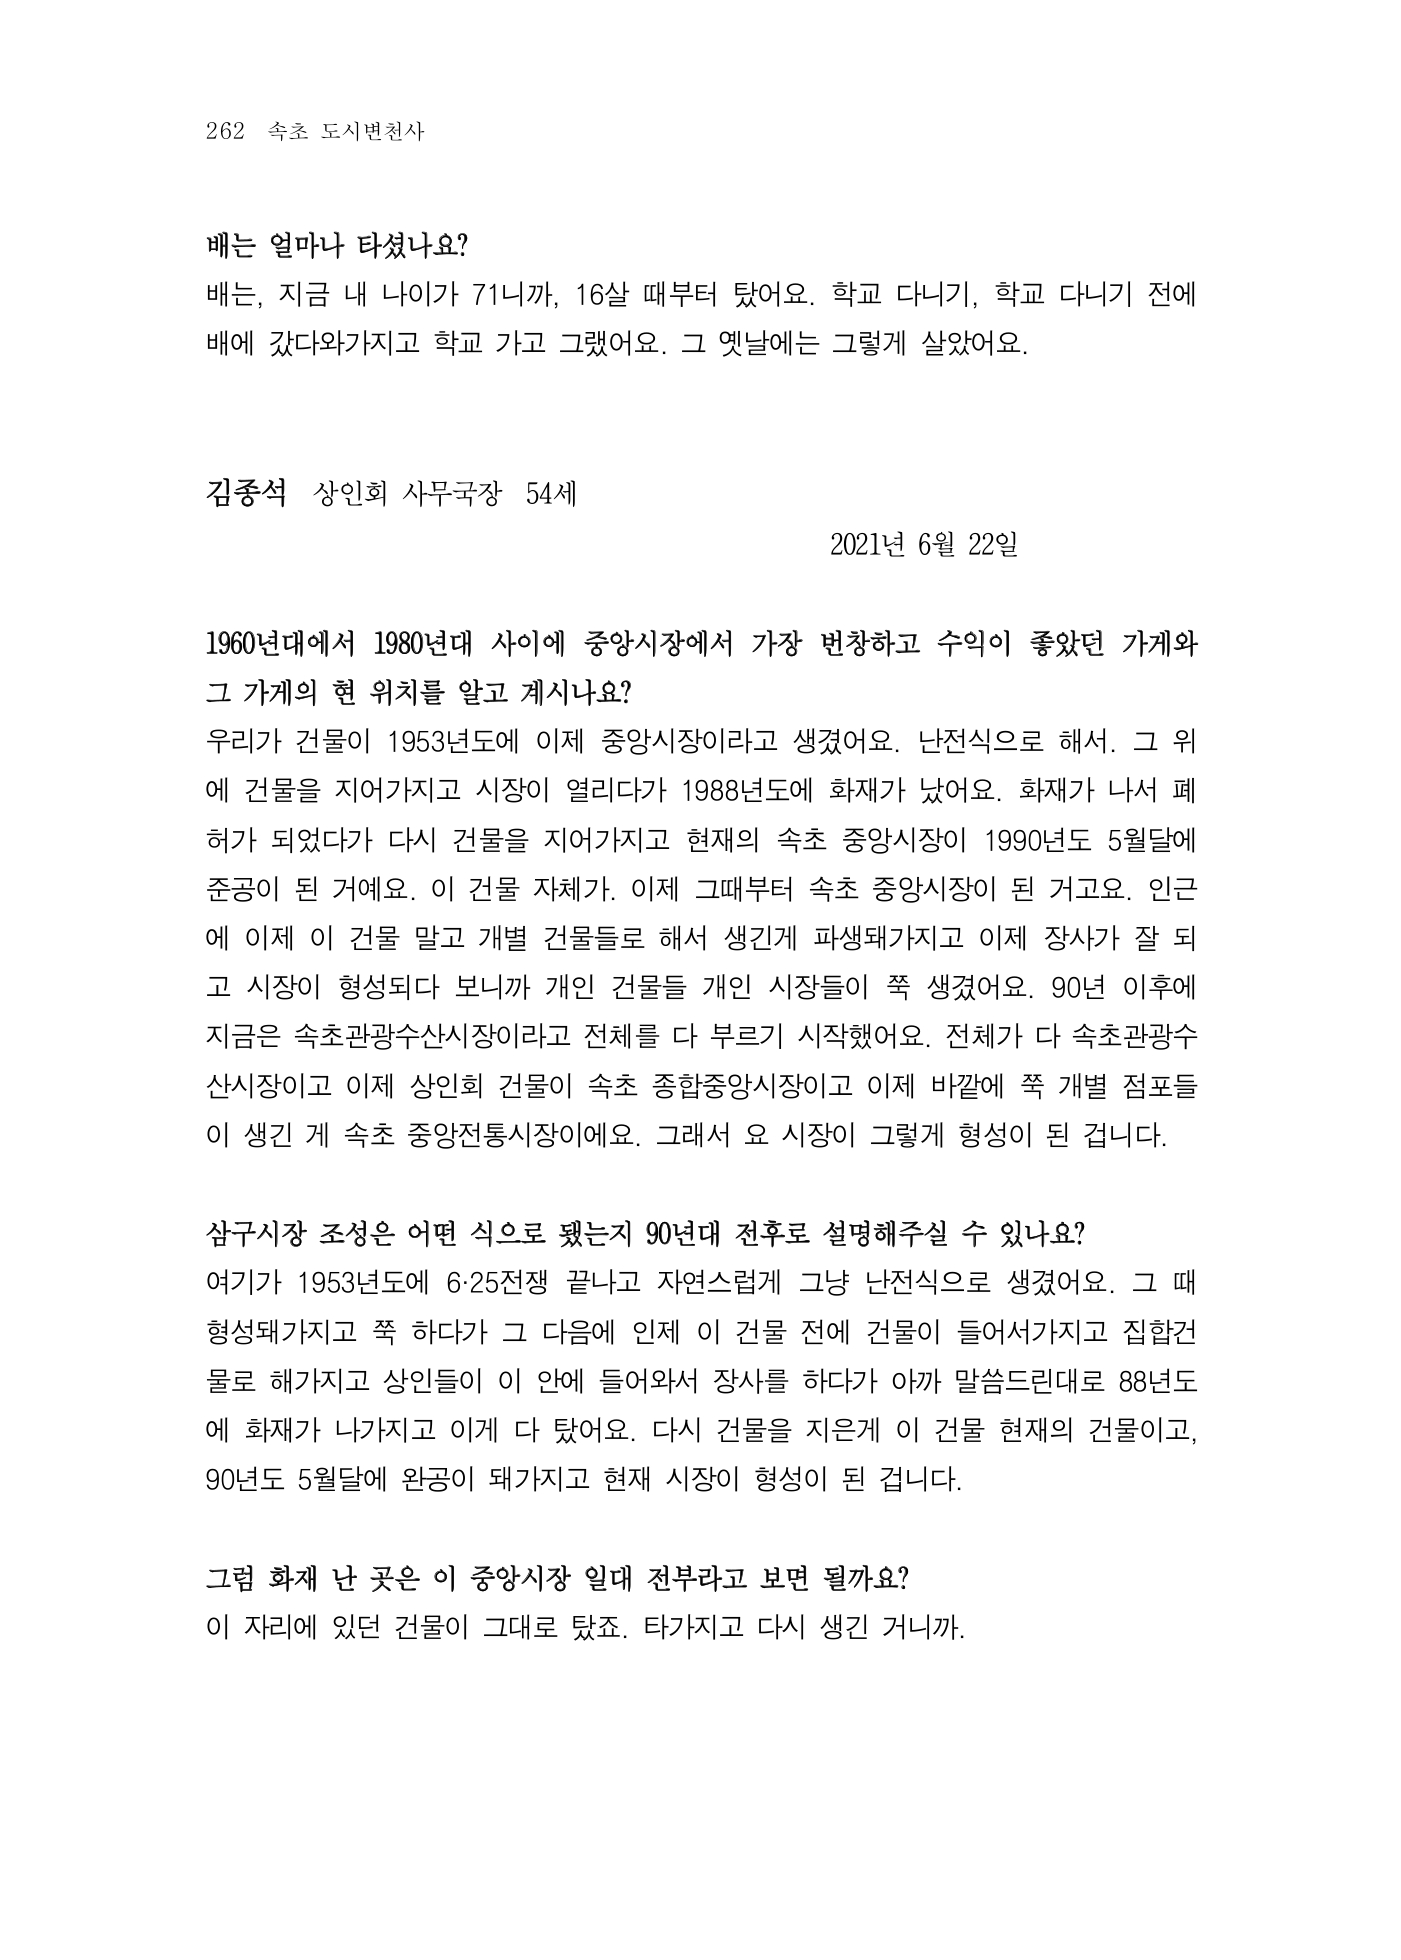 262 속초 도시변천사
배는 얼마나 타셨나요?
배는, 지금 내 나이가 71니까, 16살 때부터 탔어요. 학교 다니기, 학교 다니기 전에
배에 갔다와가지고 학교 가고 그랬어요. 그 옛날에는 그렇게 살았어요.
김종석 상인회 사무국장 54세
2021년 6월 22일
1960년대에서 1980년대 사이에 중앙시장에서 가장 번창하고 수익이 좋았던 가게와
그 가게의 현 위치를 알고 계시나요?
우리가 건물이 1953년도에 이제 중앙시장이라고 생겼어요. 난전식으로 해서. 그 위
에 건물을 지어가지고 시장이 열리다가 1988년도에 화재가 났어요. 화재가 나서 폐
허가 되었다가 다시 건물을 지어가지고 현재의 속초 중앙시장이 1990년도 5월달에
준공이 된 거예요. 이 건물 자체가. 이제 그때부터 속초 중앙시장이 된 거고요. 인근
에 이제 이 건물 말고 개별 건물들로 해서 생긴게 파생돼가지고 이제 장사가 잘 되
고 시장이 형성되다 보니까 개인 건물들 개인 시장들이 쭉 생겼어요. 90년 이후에
지금은 속초관광수산시장이라고 전체를 다 부르기 시작했어요. 전체가 다 속초관광수
산시장이고 이제 상인회 건물이 속초 종합중앙시장이고 이제 바깥에 쭉 개별 점포들
이 생긴 게 속초 중앙전통시장이에요. 그래서 요 시장이 그렇게 형성이 된 겁니다.
삼구시장 조성은 어떤 식으로 됐는지 90년대 전후로 설명해주실 수 있나요?
여기가 1953년도에 6·25전쟁 끝나고 자연스럽게 그냥 난전식으로 생겼어요. 그 때
형성돼가지고 쭉 하다가 그 다음에 인제 이 건물 전에 건물이 들어서가지고 집합건
물로 해가지고 상인들이 이 안에 들어와서 장사를 하다가 아까 말씀드린대로 88년도
에 화재가 나가지고 이게 다 탔어요. 다시 건물을 지은게 이 건물 현재의 건물이고,
90년도 5월달에 완공이 돼가지고 현재 시장이 형성이 된 겁니다.
그럼 화재 난 곳은 이 중앙시장 일대 전부라고 보면 될까요?
이 자리에 있던 건물이 그대로 탔죠. 타가지고 다시 생긴 거니까.